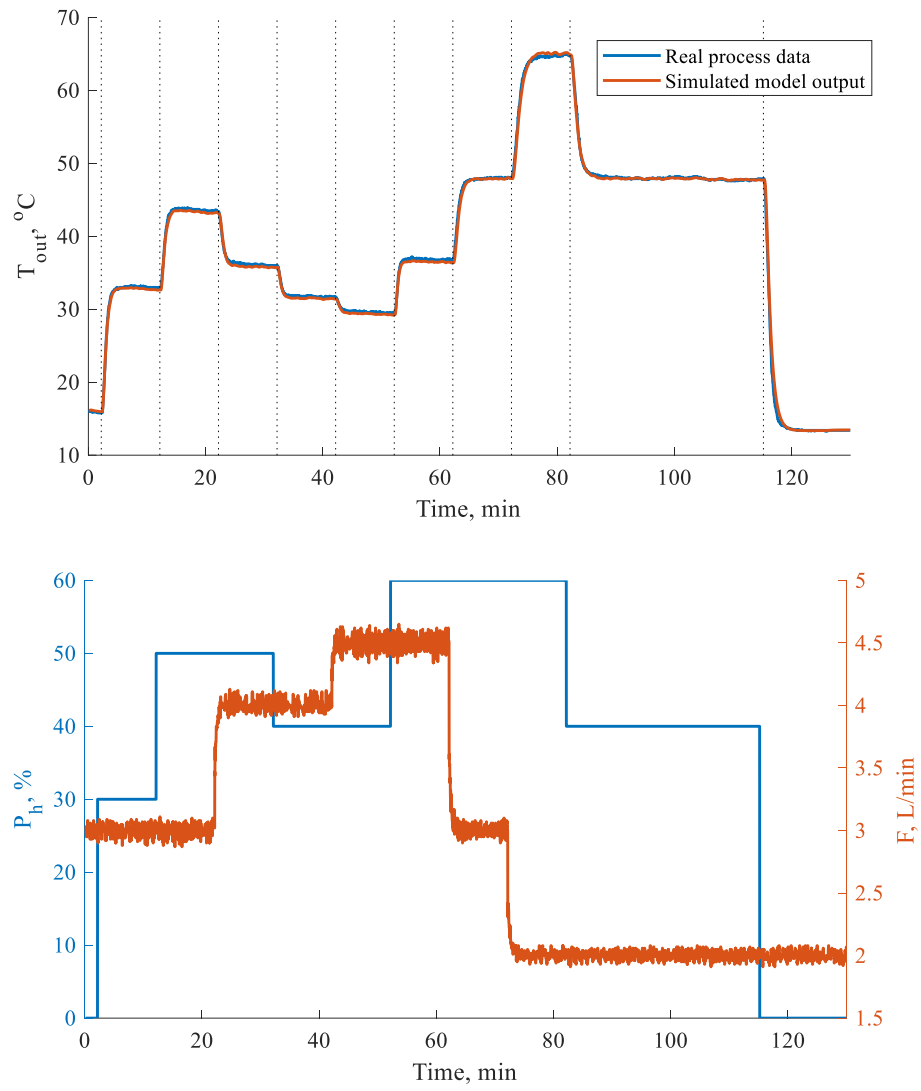 70
60
50
40
30
20
10
T_out, °C
Real process data
Simulated model output
0 20 40 60 80 100 120
Time, min
60
50
40
30
20
10
0
P_h, %
5
4.5
4
3.5
3
2.5
2
1.5
F, L/min
0 20 40 60 80 100 120
Time, min